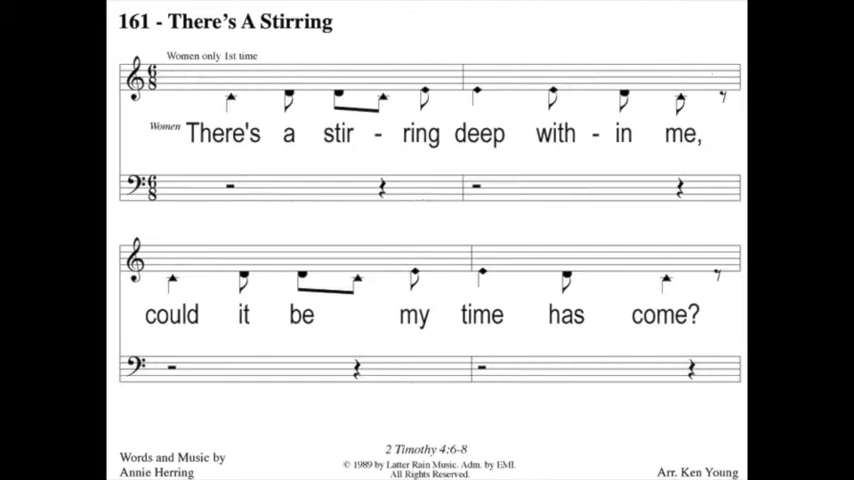 161 - There's A Stirring
Women only 1st time
Women There's a stir - ring deep with - in me,
could it be my time has come?
2 Timothy 4:6-8
Words and Music by
Annie Herring
© 1989 by Latter Rain Music. Adm. by EMI.
All Rights Reserved.
Arr. Ken Young